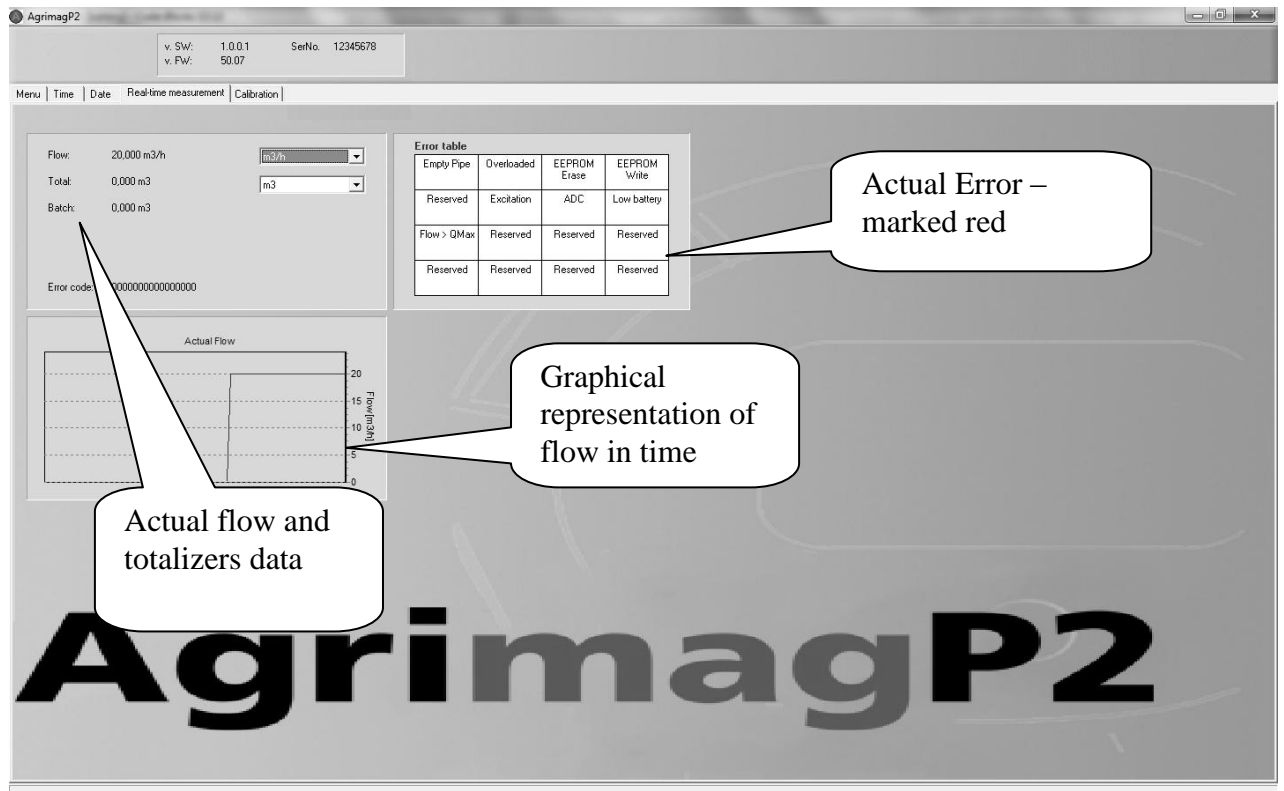 AgrimagP2
v. SW: 1.0.0.1 SerNo. 12345678
v. FW: 50.07
Menu Time Date Real-time measurement Calibration
Flow: 20,000 m3/h m3/h
Total: 0,000 m3 m3
Batch: 0,000 m3
Error code: 0000000000000000
Error table
Empty Pipe Overloaded EEPROM Erase EEPROM Write
Reserved Excitation ADC Low battery
Flow > QMax Reserved Reserved Reserved
Reserved Reserved Reserved Reserved
Actual Error –
marked red
Actual Flow
20
15
10
5
0
Flow [m3/h]
Graphical
representation of
flow in time
Actual flow and
totalizers data
AgrimagP2